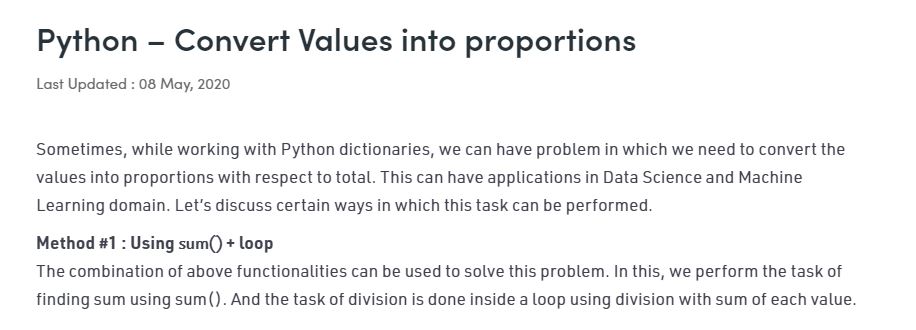 Python – Convert Values into proportions
Last Updated : 08 May, 2020
Sometimes, while working with Python dictionaries, we can have problem in which we need to convert the
values into proportions with respect to total. This can have applications in Data Science and Machine
Learning domain. Let’s discuss certain ways in which this task can be performed.
Method #1 : Using sum() + loop
The combination of above functionalities can be used to solve this problem. In this, we perform the task of
finding sum using sum(). And the task of division is done inside a loop using division with sum of each value.